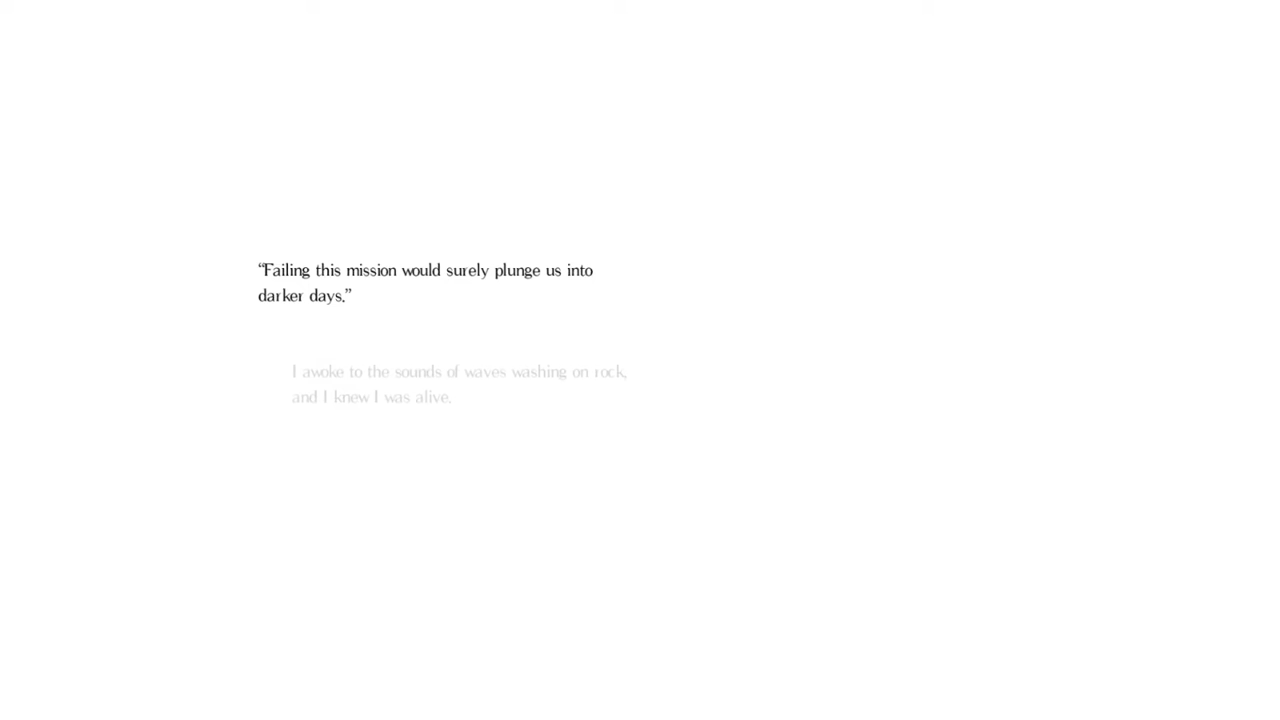 “Failing this mission would surely plunge us into
darker days.”
I awoke to the sounds of waves washing on rock,
and I knew I was alive.